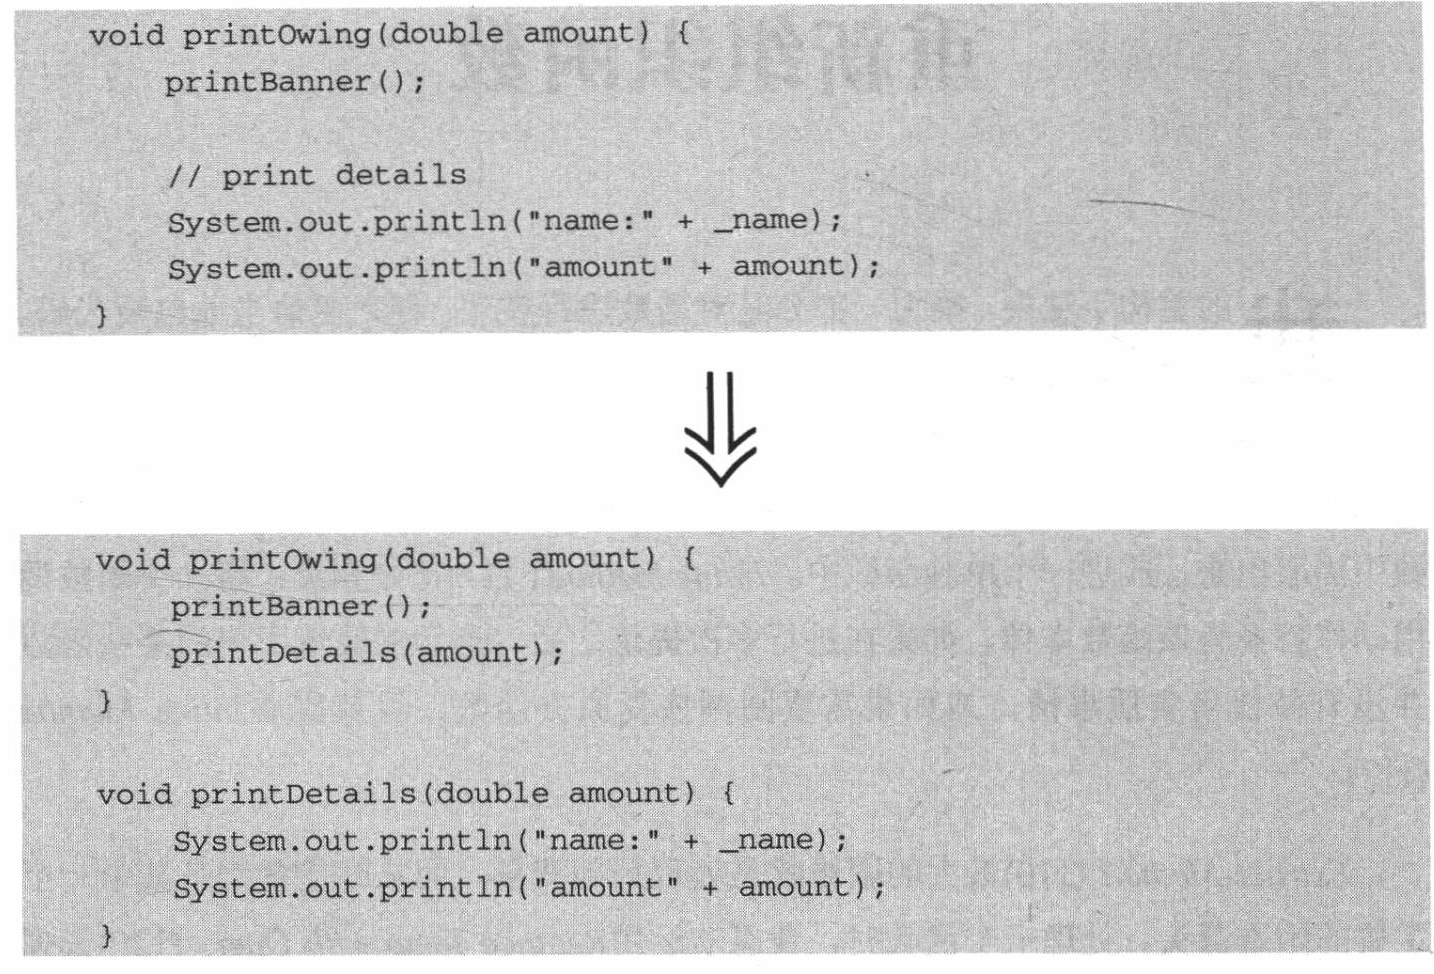 void printOwing(double amount) {
printBanner();
// print details
System.out.println("name:" + _name);
System.out.println("amount" + amount);
}
void printOwing(double amount) {
printBanner();
printDetails(amount);
}
void printDetails(double amount) {
System.out.println("name:" + _name);
System.out.println("amount" + amount);
}